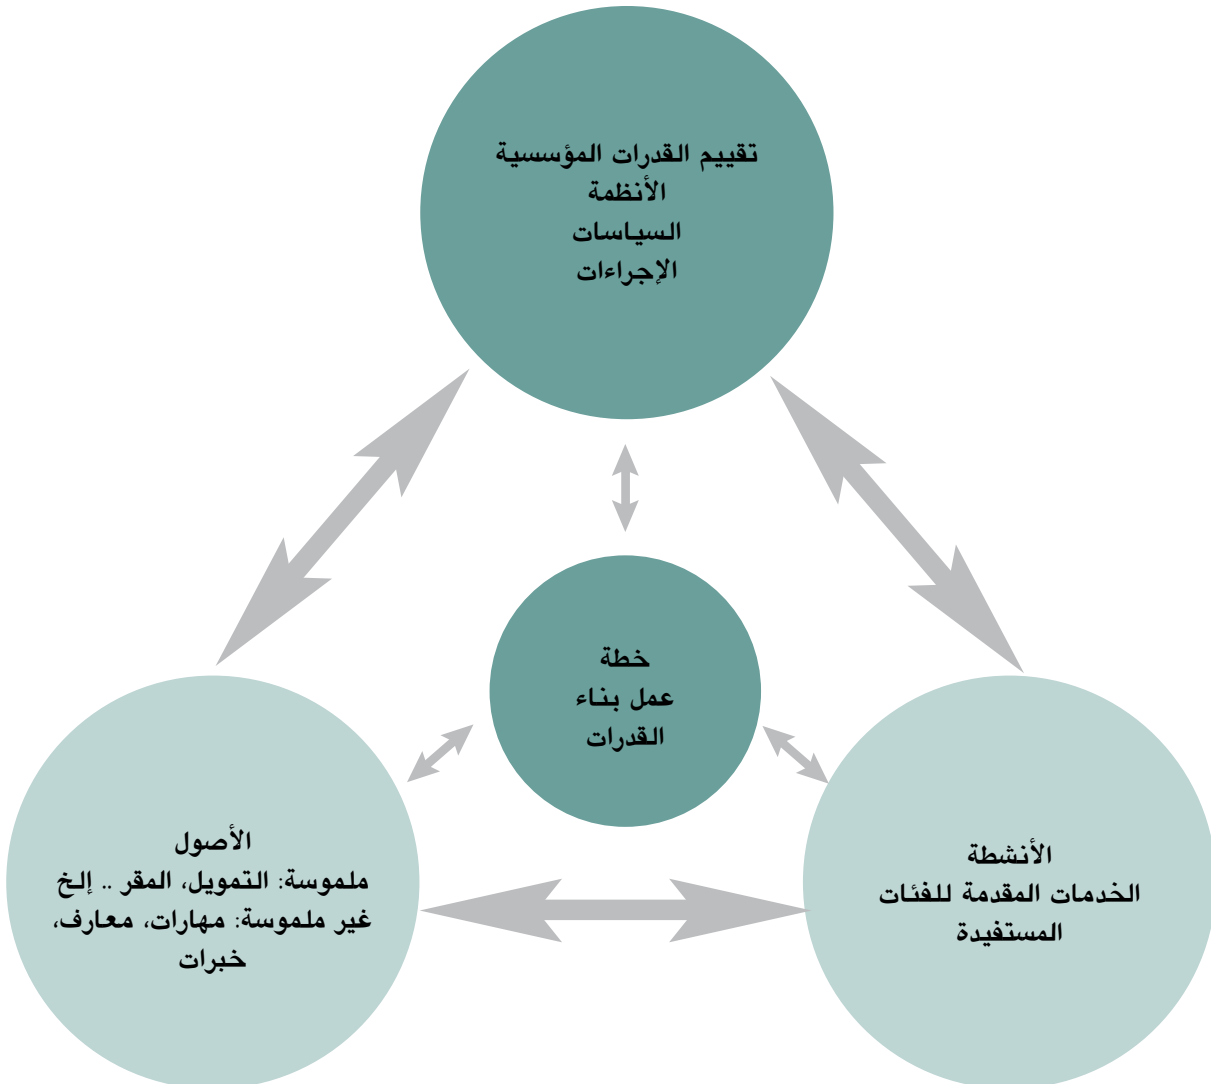 تقييم القدرات المؤسسية
الأنظمة
السياسات
الإجراءات
خطة
عمل بناء
القدرات
الأنشطة
الخدمات المقدمة للفئات
المستفيدة
الأصول
ملموسة: التمويل، المقر .. إلخ
غير ملموسة: مهارات، معارف،
خبرات